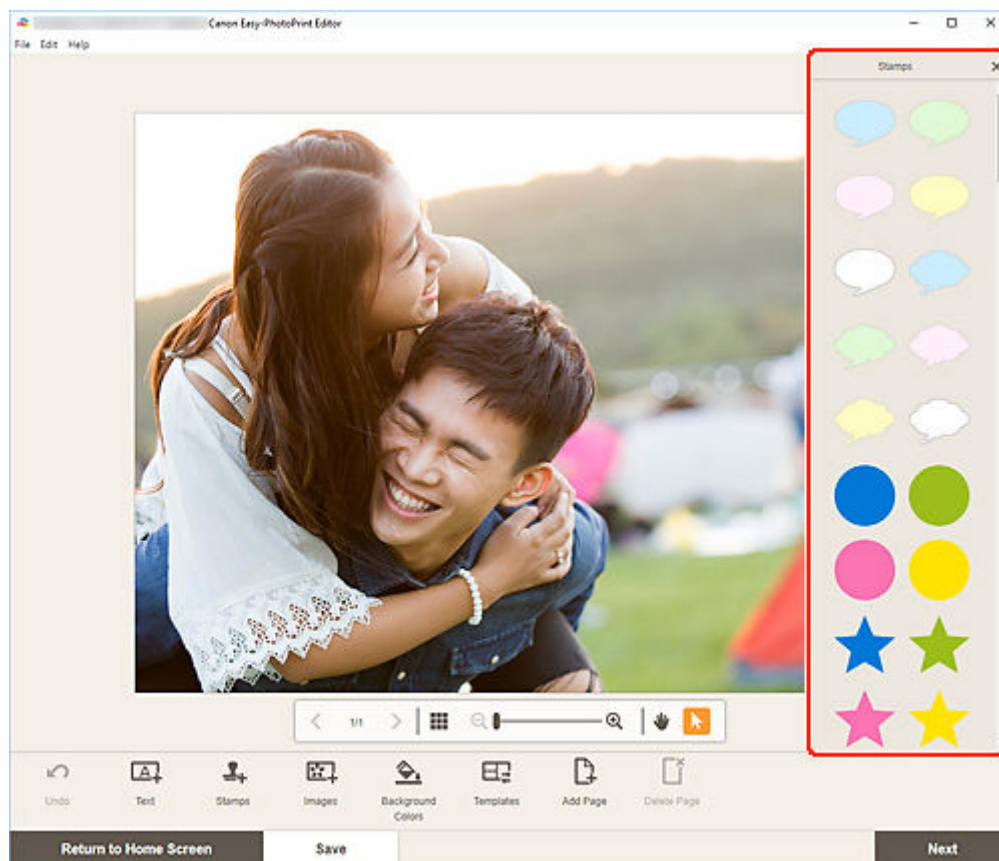 Canon Easy-PhotoPrint Editor
File Edit Help
Stamps
1/1
A
Undo Text Stamps Images Background Colors Templates Add Page Delete Page
Return to Home Screen Save Next